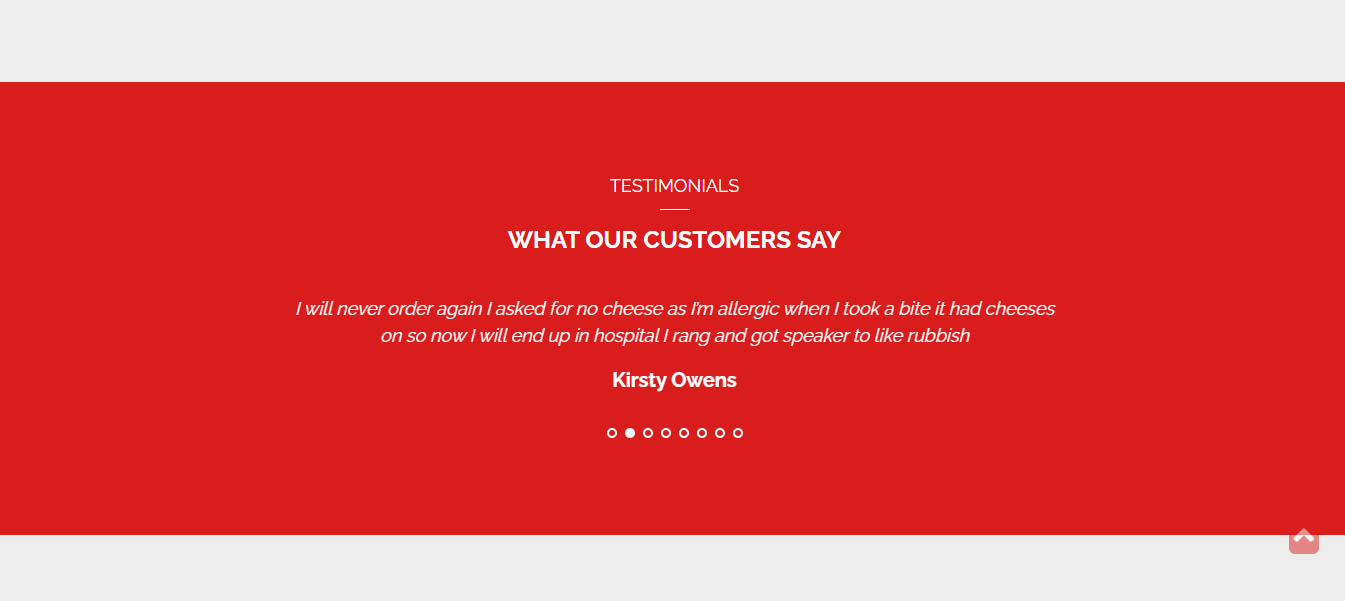 TESTIMONIALS
WHAT OUR CUSTOMERS SAY
I will never order again I asked for no cheese as I'm allergic when I took a bite it had cheeses
on so now I will end up in hospital I rang and got speaker to like rubbish
Kirsty Owens